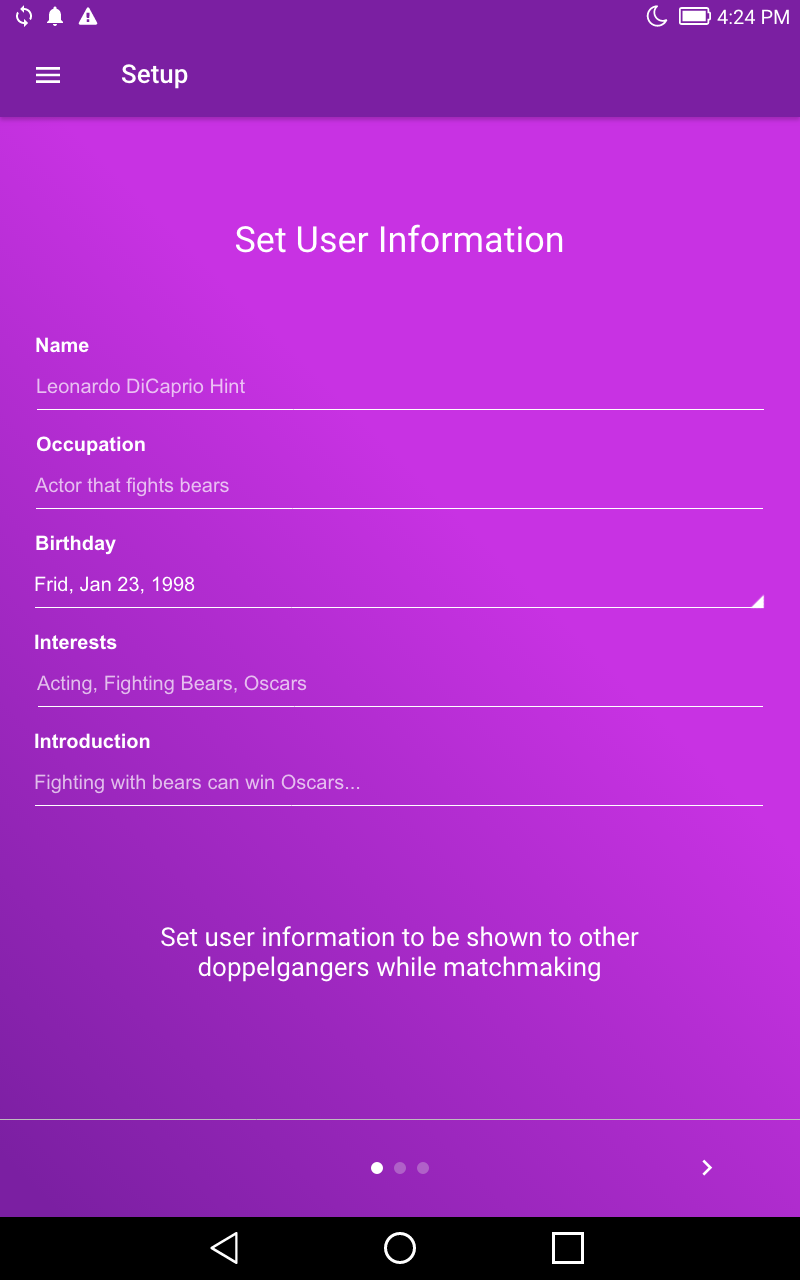 4:24 PM
Setup
Set User Information
Name
Leonardo DiCaprio Hint
Occupation
Actor that fights bears
Birthday
Frid, Jan 23, 1998
Interests
Acting, Fighting Bears, Oscars
Introduction
Fighting with bears can win Oscars...
Set user information to be shown to other
doppelgangers while matchmaking